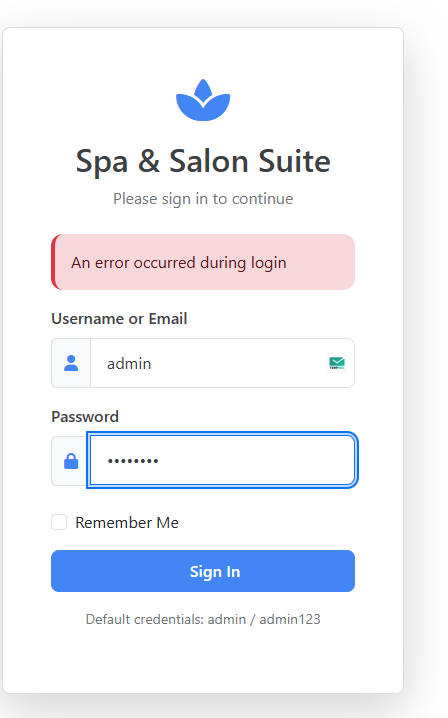 Spa & Salon Suite
Please sign in to continue
An error occurred during login
Username or Email
admin
Password
••••••••
Remember Me
Sign In
Default credentials: admin / admin123